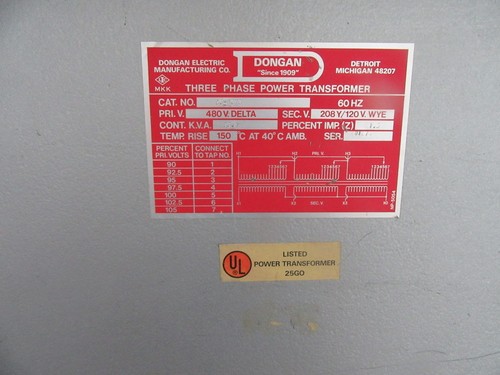 DONGAN ELECTRIC
MANUFACTURING CO.
DONGAN
"Since 1909"
DETROIT
MICHIGAN 48207
MKK
THREE PHASE POWER TRANSFORMER
CAT. NO. 60 HZ
PRI. V. 480 V. DELTA SEC. V. 208 Y/120 V. WYE
CONT. K.V.A PERCENT IMP. (Z)
TEMP. RISE 150 °C AT 40°C AMB. SER.
PERCENT PRI. VOLTS CONNECT TO TAP NO
90 1
92.5 2
95 3
97.5 4
100 5
102.5 6
105 7
H1 H2 PRI. V. H3
X1 X2 SEC. V. X3 X0
UL
LISTED
POWER TRANSFORMER
25GO